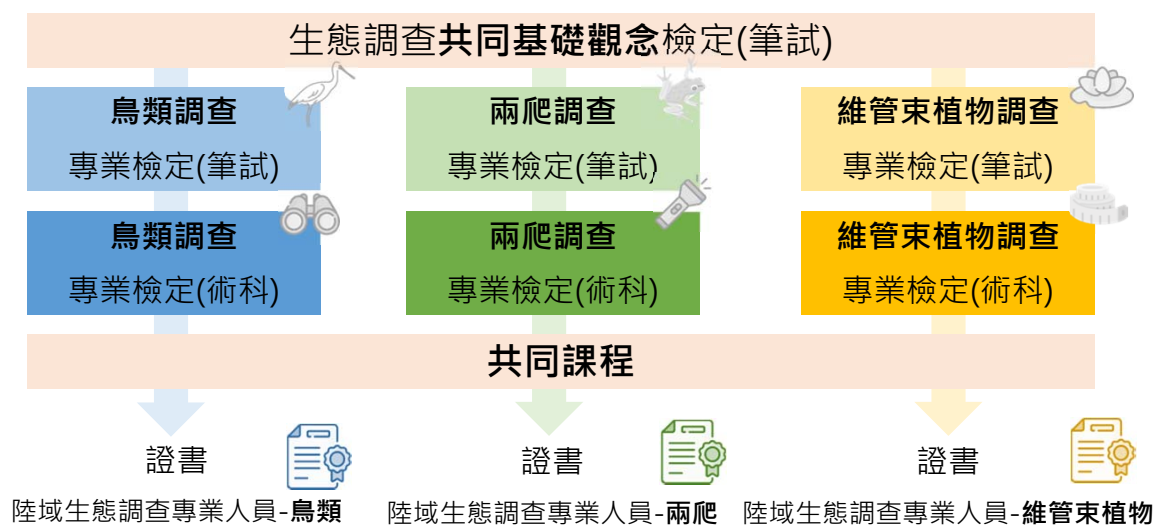 生態調查共同基礎觀念檢定(筆試)
鳥類調查
專業檢定(筆試)
兩爬調查
專業檢定(筆試)
維管束植物調查
專業檢定(筆試)
鳥類調查
專業檢定(術科)
兩爬調查
專業檢定(術科)
維管束植物調查
專業檢定(術科)
共同課程
證書
陸域生態調查專業人員-鳥類
證書
陸域生態調查專業人員-兩爬
證書
陸域生態調查專業人員-維管束植物